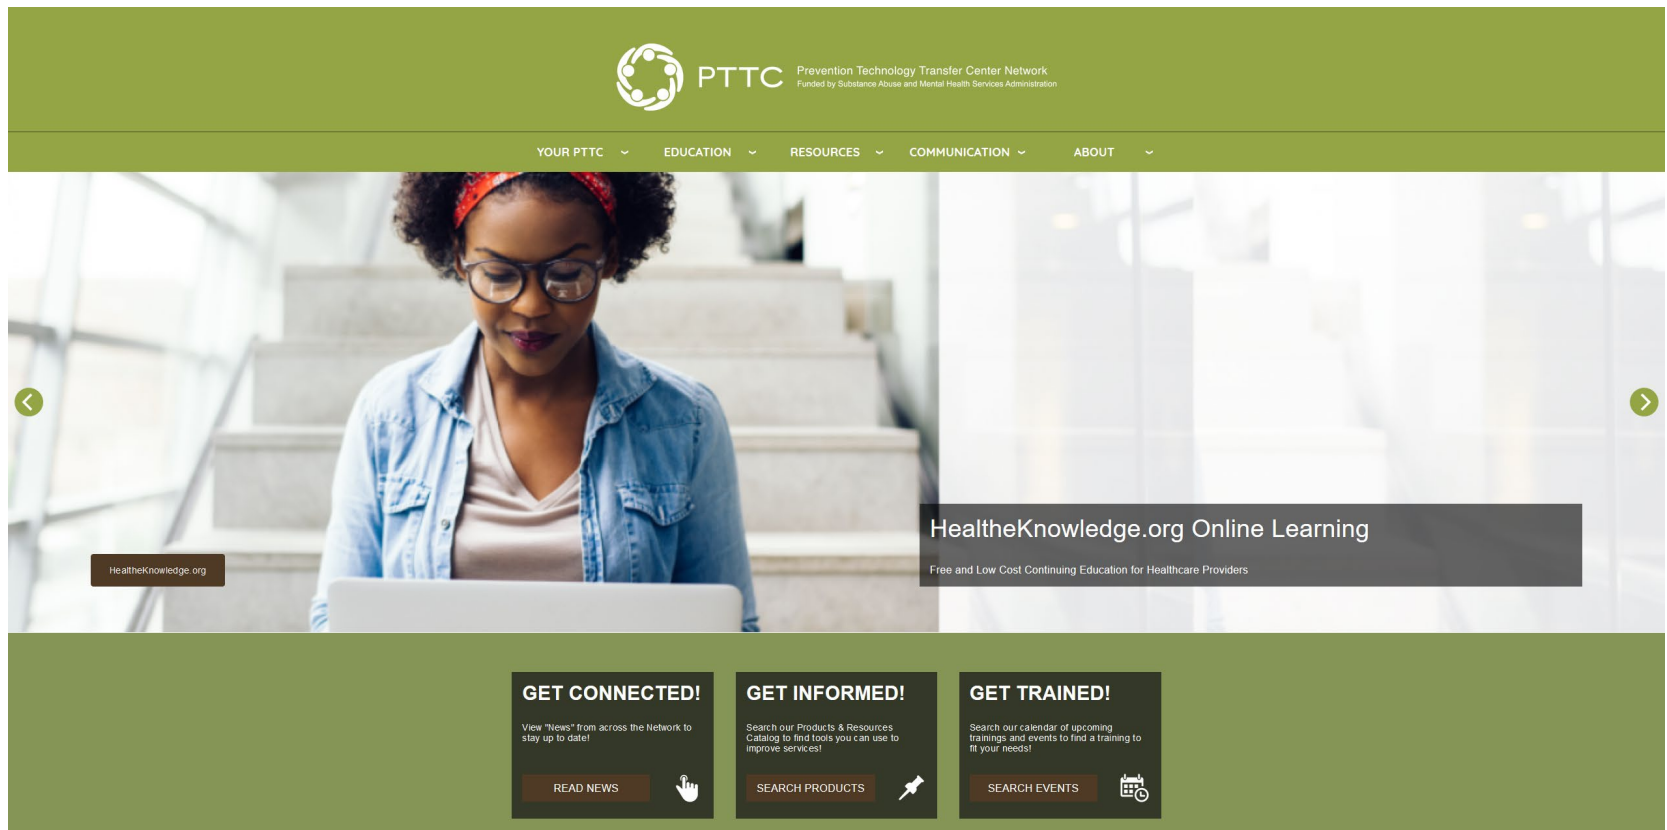 PTTC
Prevention Technology Transfer Center Network
Funded by Substance Abuse and Mental Health Services Administration
YOUR PTTC
EDUCATION
RESOURCES
COMMUNICATION
ABOUT
HealtheKnowledge.org Online Learning
Free and Low Cost Continuing Education for Healthcare Providers
HealtheKnowledge.org
GET CONNECTED!
View "News" from across the Network to
stay up to date!
READ NEWS
GET INFORMED!
Search our Products & Resources
Catalog to find tools you can use to
improve services!
SEARCH PRODUCTS
GET TRAINED!
Search our calendar of upcoming
trainings and events to find a training to
fit your needs!
SEARCH EVENTS